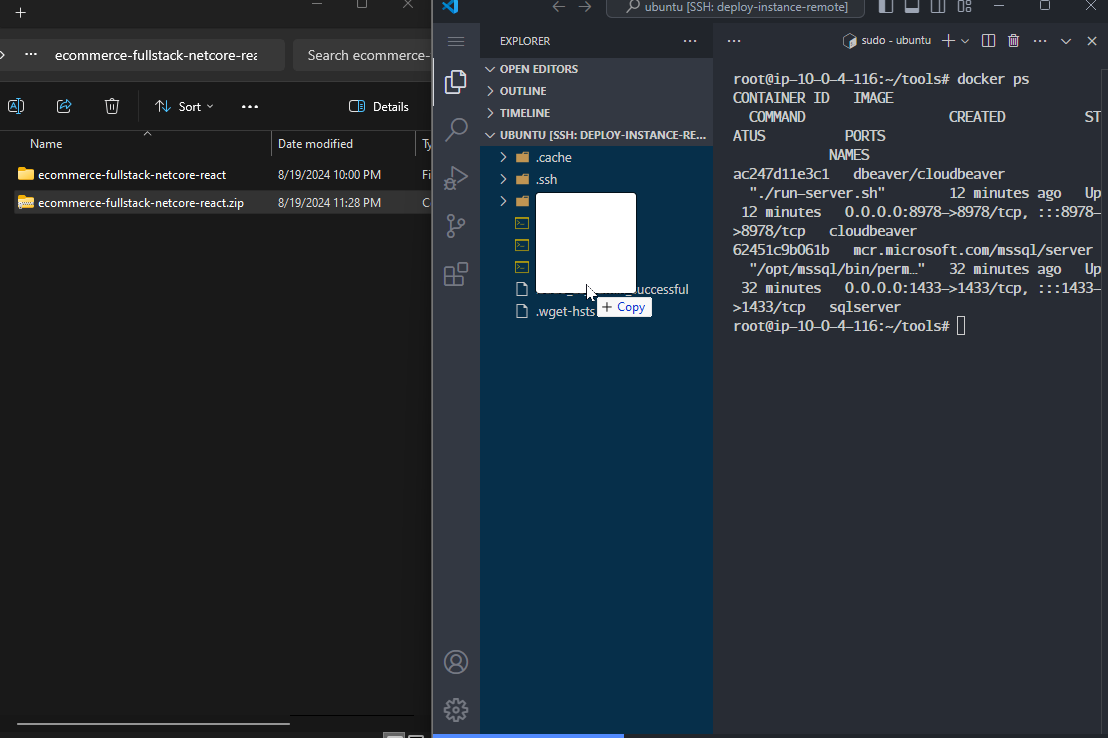 ecommerce-fullstack-netcore-rea
Search ecommerce-
Sort
Details
Name
Date modified
ecommerce-fullstack-netcore-react
8/19/2024 10:00 PM
ecommerce-fullstack-netcore-react.zip
8/19/2024 11:28 PM
ubuntu [SSH: deploy-instance-remote]
EXPLORER
OPEN EDITORS
OUTLINE
TIMELINE
UBUNTU [SSH: DEPLOY-INSTANCE-RE...
.cache
.ssh
successful
.wget-hsts
+ Copy
sudo - ubuntu
root@ip-10-0-4-116:~/tools# docker ps
CONTAINER ID   IMAGE
COMMAND                  CREATED          ST
ATUS          PORTS
NAMES
ac247d11e3c1   dbeaver/cloudbeaver
"./run-server.sh"        12 minutes ago   Up
12 minutes   0.0.0.0:8978->8978/tcp, :::8978-
>8978/tcp   cloudbeaver
62451c9b061b   mcr.microsoft.com/mssql/server
"/opt/mssql/bin/perm…"   32 minutes ago   Up
32 minutes   0.0.0.0:1433->1433/tcp, :::1433-
>1433/tcp   sqlserver
root@ip-10-0-4-116:~/tools#